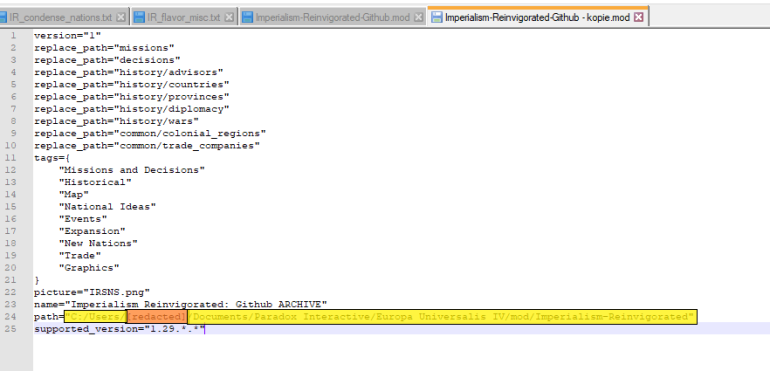 IR_condense_nations.txt IR_flavor_misc.txt Imperialism-Reinvigorated-Github.mod Imperialism-Reinvigorated-Github - kopie.mod
1 version="1"
2 replace_path="missions"
3 replace_path="decisions"
4 replace_path="history/advisors"
5 replace_path="history/countries"
6 replace_path="history/provinces"
7 replace_path="history/diplomacy"
8 replace_path="history/wars"
9 replace_path="common/colonial_regions"
10 replace_path="common/trade_companies"
11 tags={
12 "Missions and Decisions"
13 "Historical"
14 "Map"
15 "National Ideas"
16 "Events"
17 "Expansion"
18 "New Nations"
19 "Trade"
20 "Graphics"
21 }
22 picture="IRSNS.png"
23 name="Imperialism Reinvigorated: Github ARCHIVE"
24 path="C:/Users/[redacted]/Documents/Paradox Interactive/Europa Universalis IV/mod/Imperialism-Reinvigorated"
25 supported_version="1.29.*.*"